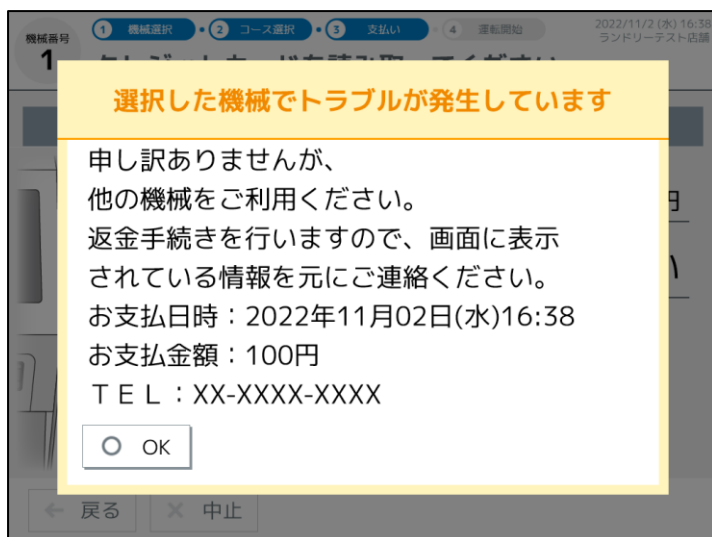 機械番号
1
1 機械選択 2 コース選択 3 支払い 4 運転開始
2022/11/2 (水) 16:38
ランドリーテスト店舗
選択した機械でトラブルが発生しています
申し訳ありませんが、
他の機械をご利用ください。
返金手続きを行いますので、画面に表示
されている情報を元にご連絡ください。
お支払日時：2022年11月02日(水)16:38
お支払金額：100円
ＴＥＬ：XX-XXXX-XXXX
OK
円
戻る
中止